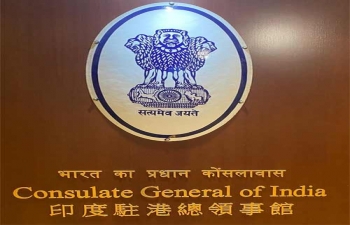 सत्यमेव जयते
भारत का प्रधान कोंसलावास
Consulate General of India
印度駐港總領事館